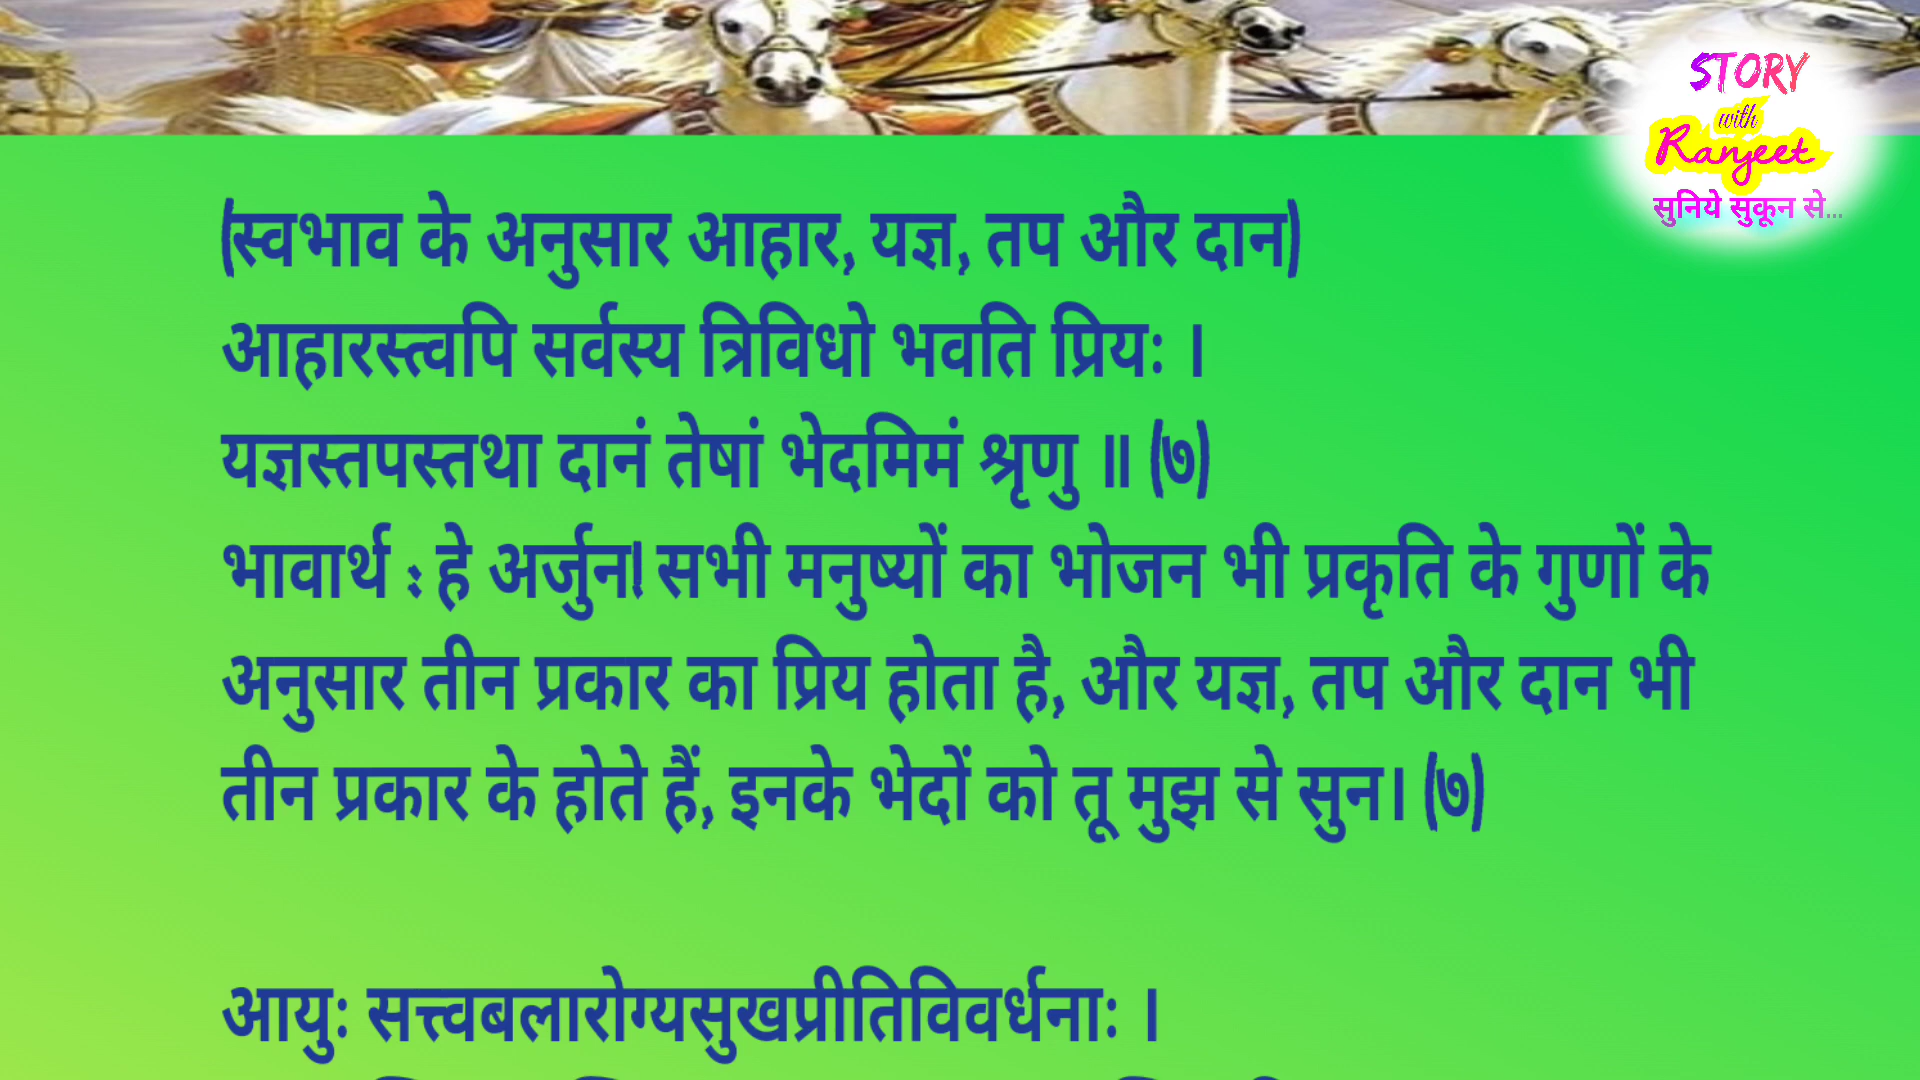 STORY
with
Ranjeet
सुनिये सुकून से...
(स्वभाव के अनुसार आहार, यज्ञ, तप और दान)
आहारस्त्वपि सर्वस्य त्रिविधो भवति प्रियः ।
यज्ञस्तपस्तथा दानं तेषां भेदमिमं श्रृणु ॥ (७)
भावार्थ : हे अर्जुन! सभी मनुष्यों का भोजन भी प्रकृति के गुणों के
अनुसार तीन प्रकार का प्रिय होता है, और यज्ञ, तप और दान भी
तीन प्रकार के होते हैं, इनके भेदों को तू मुझ से सुन। (७)
आयुः सत्त्वबलारोग्यसुखप्रीतिविवर्धनाः ।